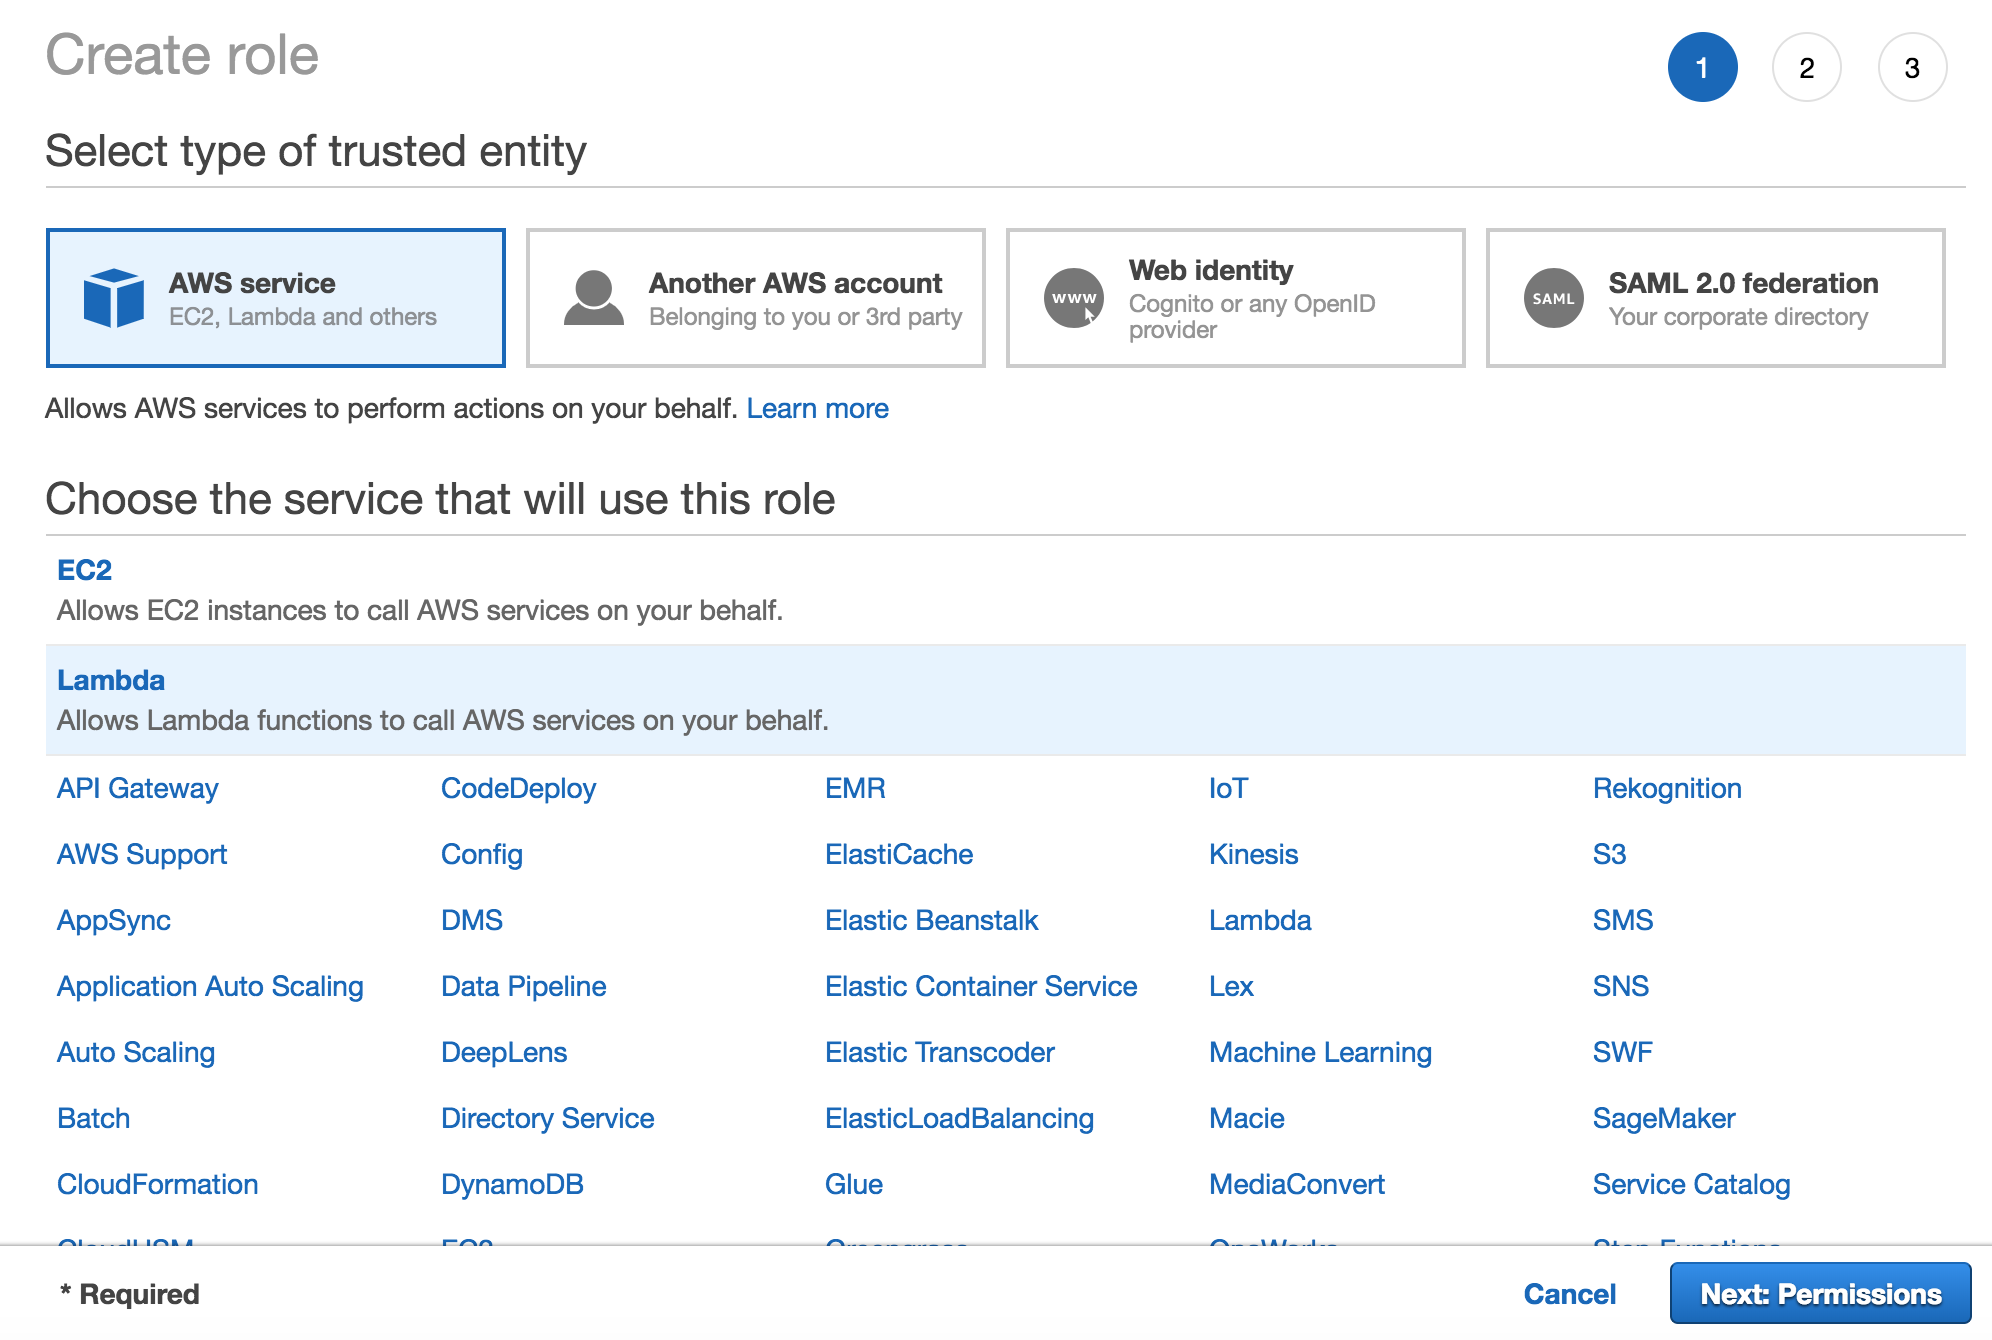 Create role
1 2 3
Select type of trusted entity
AWS service
EC2, Lambda and others
Another AWS account
Belonging to you or 3rd party
www
Web identity
Cognito or any OpenID
provider
SAML
SAML 2.0 federation
Your corporate directory
Allows AWS services to perform actions on your behalf. Learn more
Choose the service that will use this role
EC2
Allows EC2 instances to call AWS services on your behalf.
Lambda
Allows Lambda functions to call AWS services on your behalf.
API Gateway CodeDeploy EMR IoT Rekognition
AWS Support Config ElastiCache Kinesis S3
AppSync DMS Elastic Beanstalk Lambda SMS
Application Auto Scaling Data Pipeline Elastic Container Service Lex SNS
Auto Scaling DeepLens Elastic Transcoder Machine Learning SWF
Batch Directory Service ElasticLoadBalancing Macie SageMaker
CloudFormation DynamoDB Glue MediaConvert Service Catalog
* Required Cancel Next: Permissions